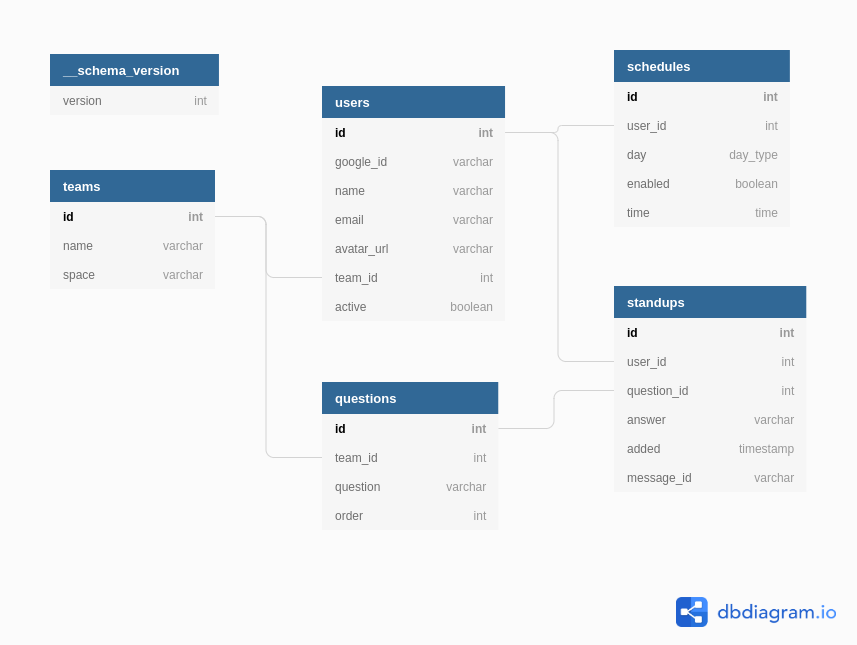 __schema_version
version int
teams
id int
name varchar
space varchar
users
id int
google_id varchar
name varchar
email varchar
avatar_url varchar
team_id int
active boolean
questions
id int
team_id int
question varchar
order int
schedules
id int
user_id int
day day_type
enabled boolean
time time
standups
id int
user_id int
question_id int
answer varchar
added timestamp
message_id varchar
dbdiagram.io